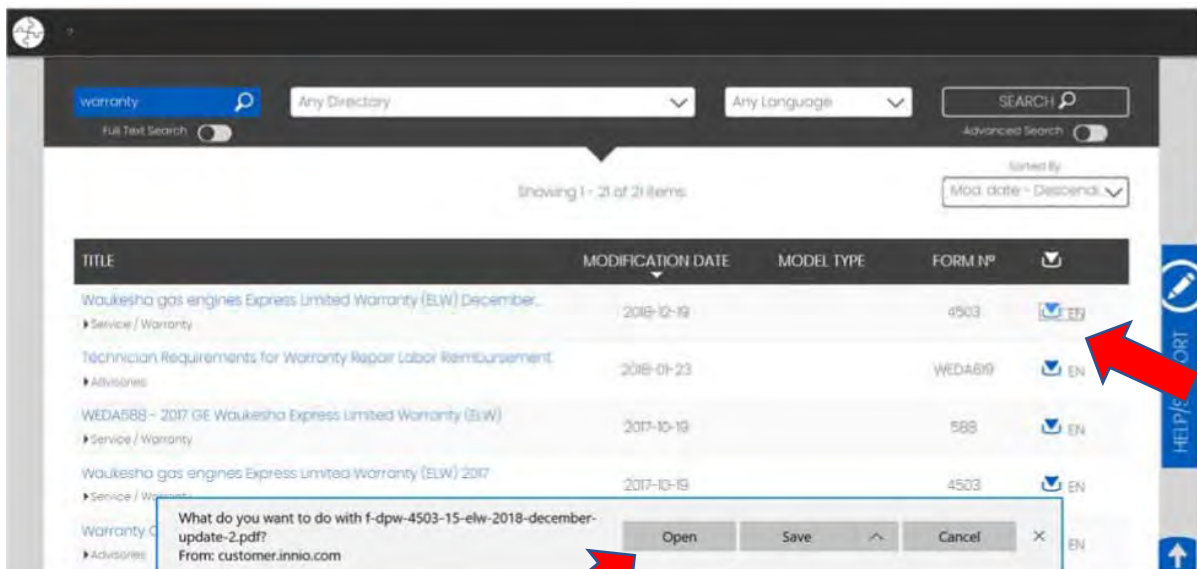 ?
warranty
Any Directory
Any Language
SEARCH
Full Text Search
Advanced Search
Sorted By
Showing 1 - 21 of 21 items.
Mod. date - Descendi
TITLE MODIFICATION DATE MODEL TYPE FORM Nº
Waukesha gas engines Express Limited Warranty (ELW) December, 2018-12-19 4503 EN
Service / Warranty
Technician Requirements for Warranty Repair Labor Reimbursement 2018-01-23 WEDA619 EN
Advisories
WEDA588 - 2017 GE Waukesha Express Limited Warranty (ELW) 2017-10-19 588 EN
Service / Warranty
Waukesha gas engines Express Limited Warranty (ELW) 2017 2017-10-19 4503 EN
Service /
Warranty EN
Advisories
What do you want to do with f-dpw-4503-15-elw-2018-december-
update-2.pdf?
From: customer.innio.com
Open Save Cancel
HELP/